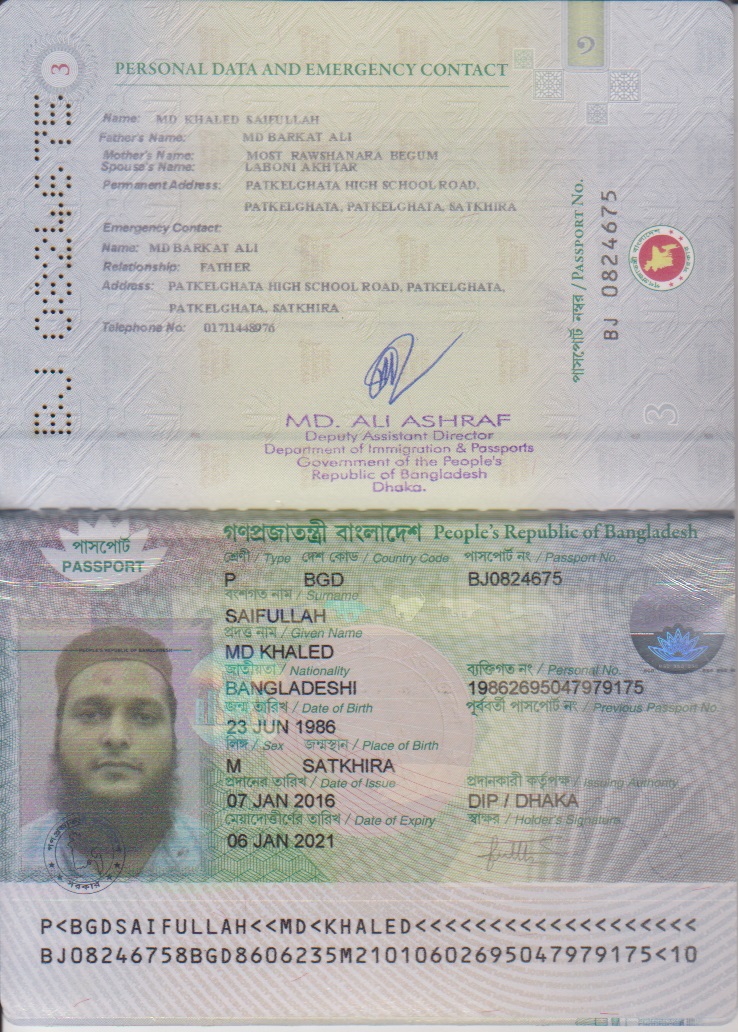 3
PERSONAL DATA AND EMERGENCY CONTACT
Name: MD KHALED SAIFULLAH
Father's Name: MD BARKAT ALI
Mother's Name: MOST RAWSHANARA BEGUM
Spouse's Name: LABONI AKHTAR
Permanent Address: PATKELGHATA HIGH SCHOOL ROAD,
PATKELGHATA, PATKELGHATA, SATKHIRA
Emergency Contact:
Name: MD BARKAT ALI
Relationship: FATHER
Address: PATKELGHATA HIGH SCHOOL ROAD, PATKELGHATA,
PATKELGHATA, SATKHIRA
Telephone No: 01711448976
MD. ALI ASHRAF
Deputy Assistant Director
Department of Immigration & Passports
Government of the People's
Republic of Bangladesh
Dhaka.
BJ 0824675
পাসপোর্ট নম্বর / PASSPORT No.
BJ 0824675
৩
3
পাসপোর্ট
PASSPORT
গণপ্রজাতন্ত্রী বাংলাদেশ People's Republic of Bangladesh
শ্রেণী / Type দেশ কোড / Country Code পাসপোর্ট নং / Passport No.
P BGD BJ0824675
বংশগত নাম / Surname
SAIFULLAH
প্রদত্ত নাম / Given Name
MD KHALED
জাতীয়তা / Nationality ব্যক্তিগত নং / Personal No.
BANGLADESHI 19862695047979175
জন্ম তারিখ / Date of Birth পূর্ববর্তী পাসপোর্ট নং / Previous Passport No.
23 JUN 1986
লিঙ্গ / Sex জন্মস্থান / Place of Birth
M SATKHIRA
প্রদানের তারিখ / Date of Issue প্রদানকারী কর্তৃপক্ষ / Issuing Authority
07 JAN 2016 DIP / DHAKA
মেয়াদোত্তীর্ণের তারিখ / Date of Expiry স্বাক্ষর / Holder's Signature
06 JAN 2021
PEOPLE'S REPUBLIC OF BANGLADESH
P<BGDSAIFULLAH<<MD<KHALED<<<<<<<<<<<<<<<<<<<
BJ08246758BGD8606235M210106026950​47979175<10